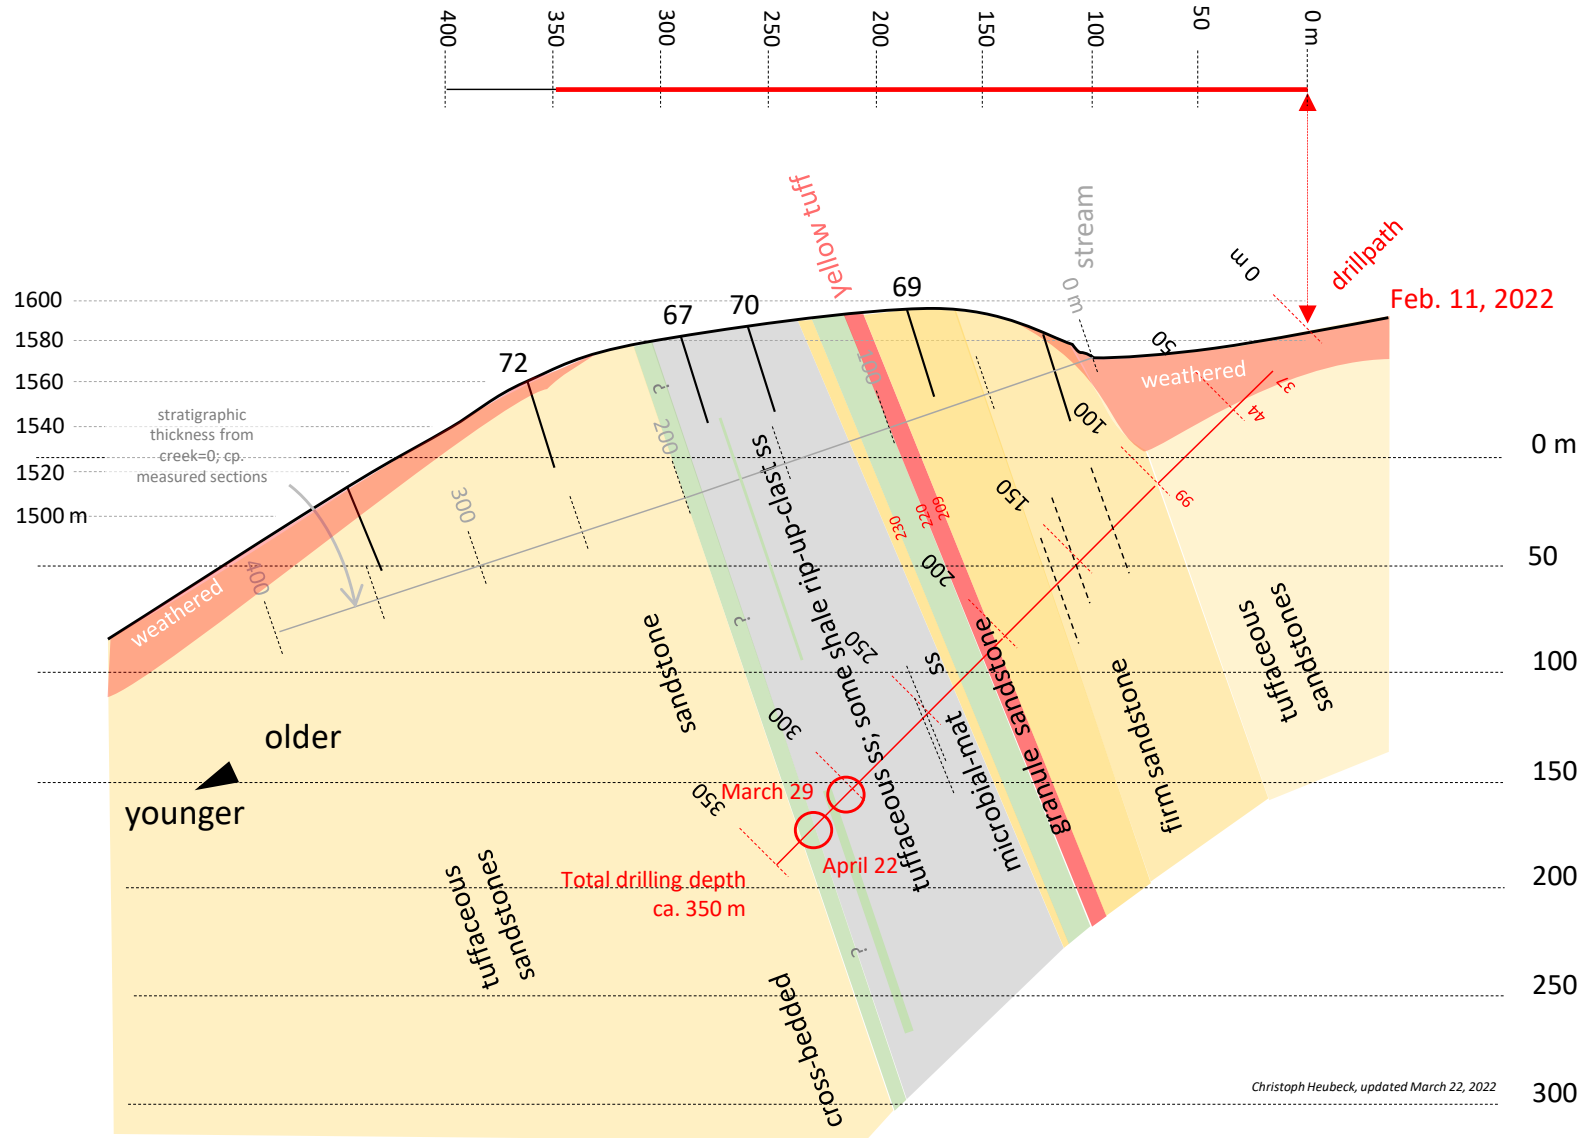 400
350
300
250
200
150
100
50
0 m
yellow tuff
stream
0 m
0 m
drillpath
Feb. 11, 2022
1600
1580
1560
1540
1520
1500 m
72
67
70
69
50
weathered
37
44
99
100
150
200
250
300
350
stratigraphic
thickness from
creek=0; cp.
measured sections
100
200
300
400
weathered
?
?
?
230
220
209
0 m
50
100
150
200
250
300
older
younger
sandstone
tuffaceous ss; some shale rip-up-clast ss
ss
microbial-mat
granule sandstone
firm sandstone
tuffaceous
sandstones
March 29
April 22
Total drilling depth
ca. 350 m
tuffaceous
sandstones
cross-bedded
Christoph Heubeck, updated March 22, 2022